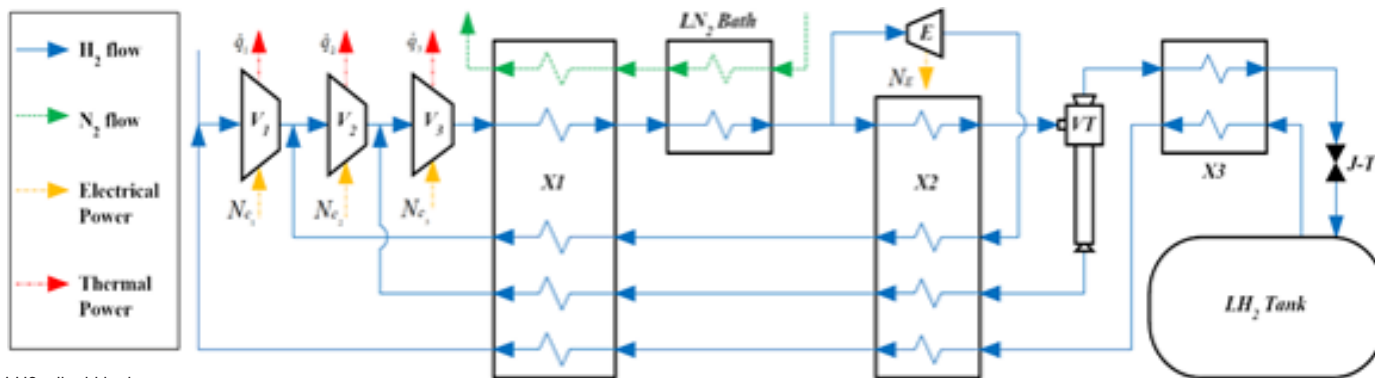 H2 flow
N2 flow
Electrical
Power
Thermal
Power
q̇1
q̇2
q̇3
V1
V2
V3
Nc1
Nc2
X1
LN2 Bath
E
NE
X2
VT
X3
J-T
LH2 Tank